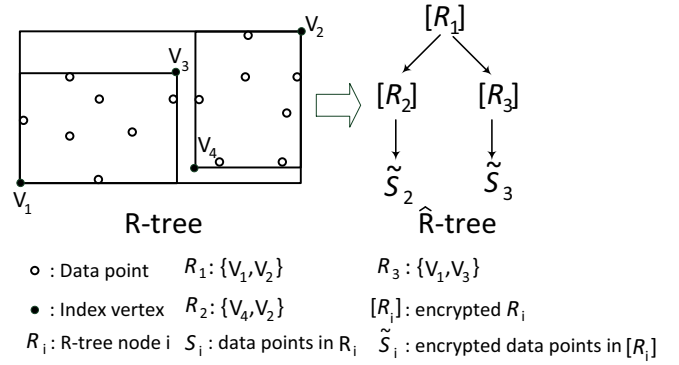 V₂
[R₁]
V₃
[R₂] [R₃]
V₄
S̃₂ S̃₃
V₁
R-tree R̂-tree
: Data point R₁: {V₁,V₂} R₃: {V₁,V₃}
: Index vertex R₂: {V₄,V₂} [Rᵢ]: encrypted Rᵢ
Rᵢ: R-tree node i Sᵢ: data points in Rᵢ S̃ᵢ: encrypted data points in [Rᵢ]